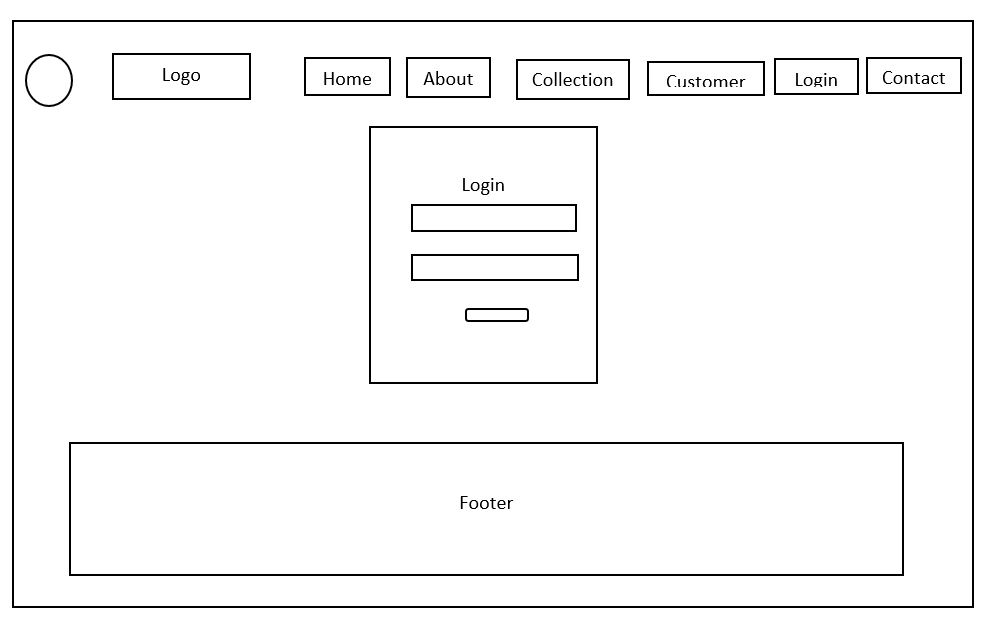 Logo
Home
About
Collection
Customer
Login
Contact
Login
Footer